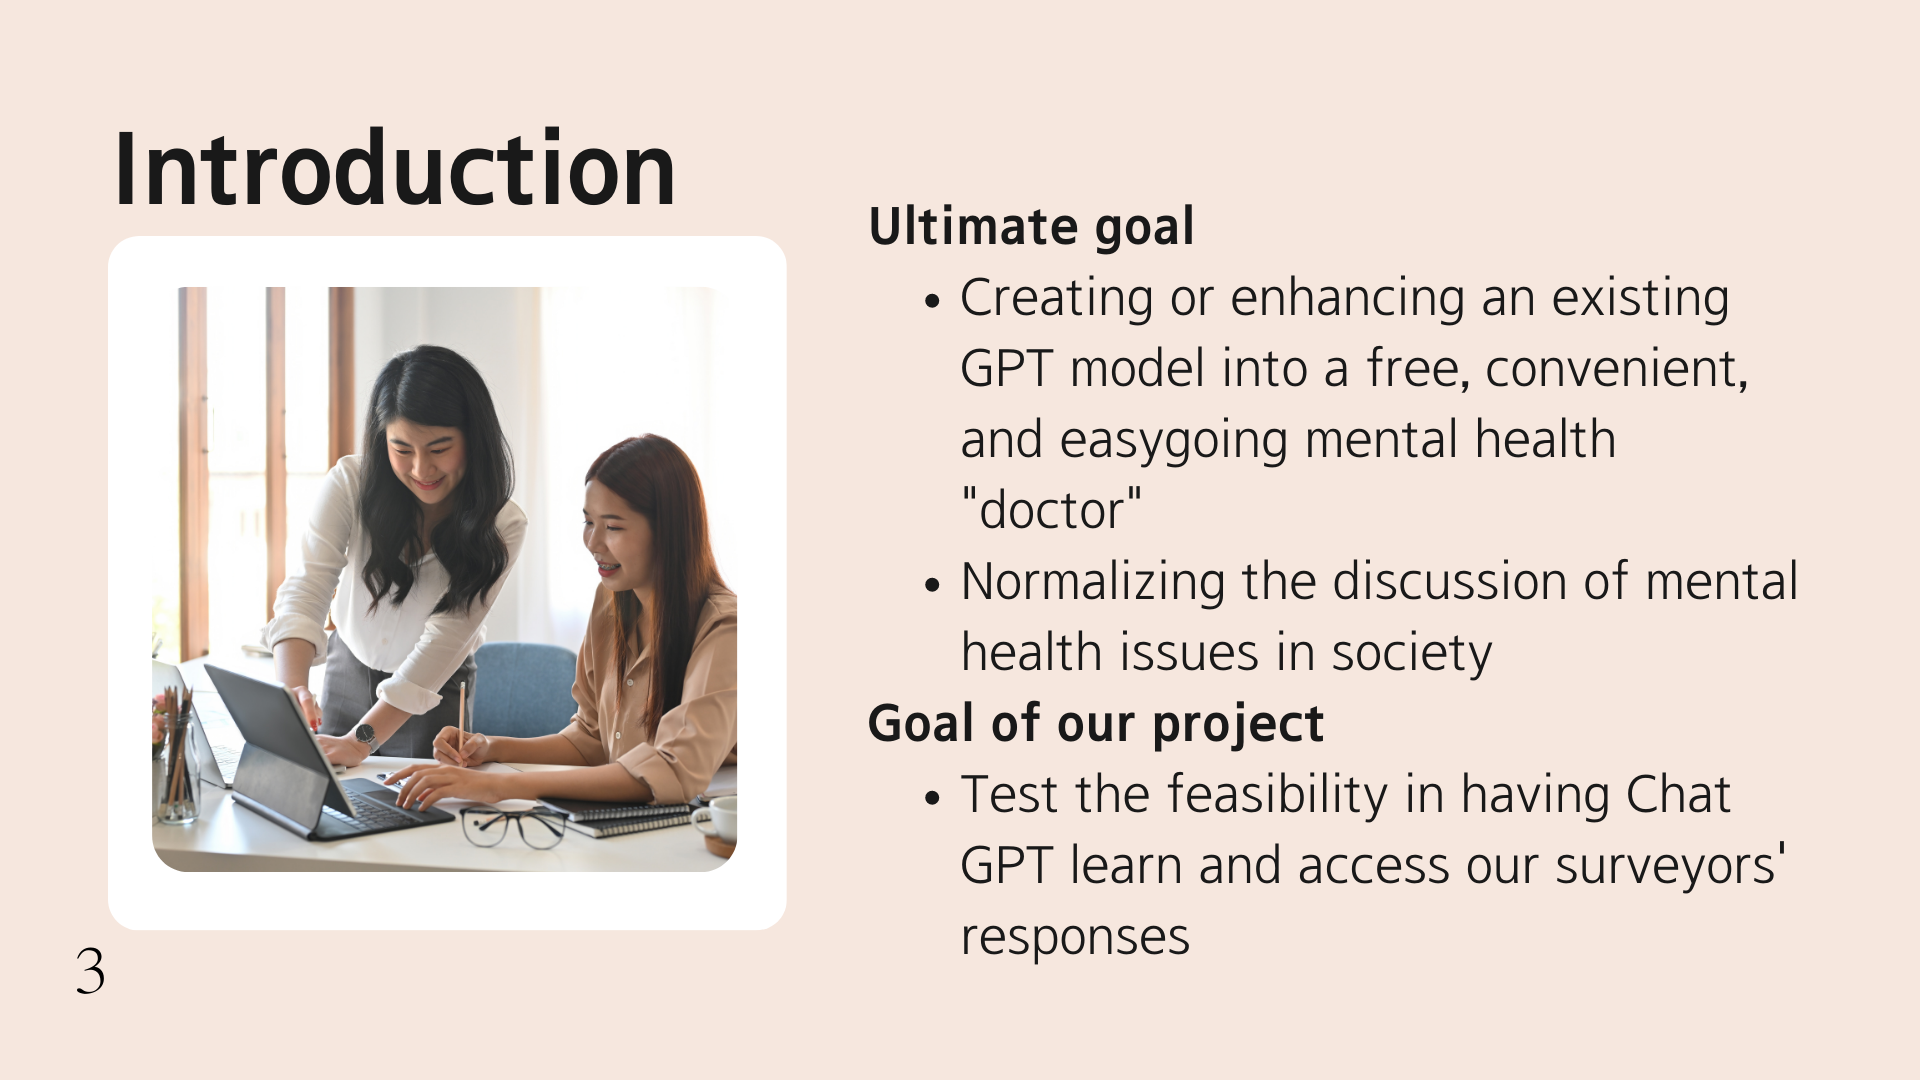 Introduction
Ultimate goal
• Creating or enhancing an existing
GPT model into a free, convenient,
and easygoing mental health
"doctor"
• Normalizing the discussion of mental
health issues in society
Goal of our project
• Test the feasibility in having Chat
GPT learn and access our surveyors'
responses
3